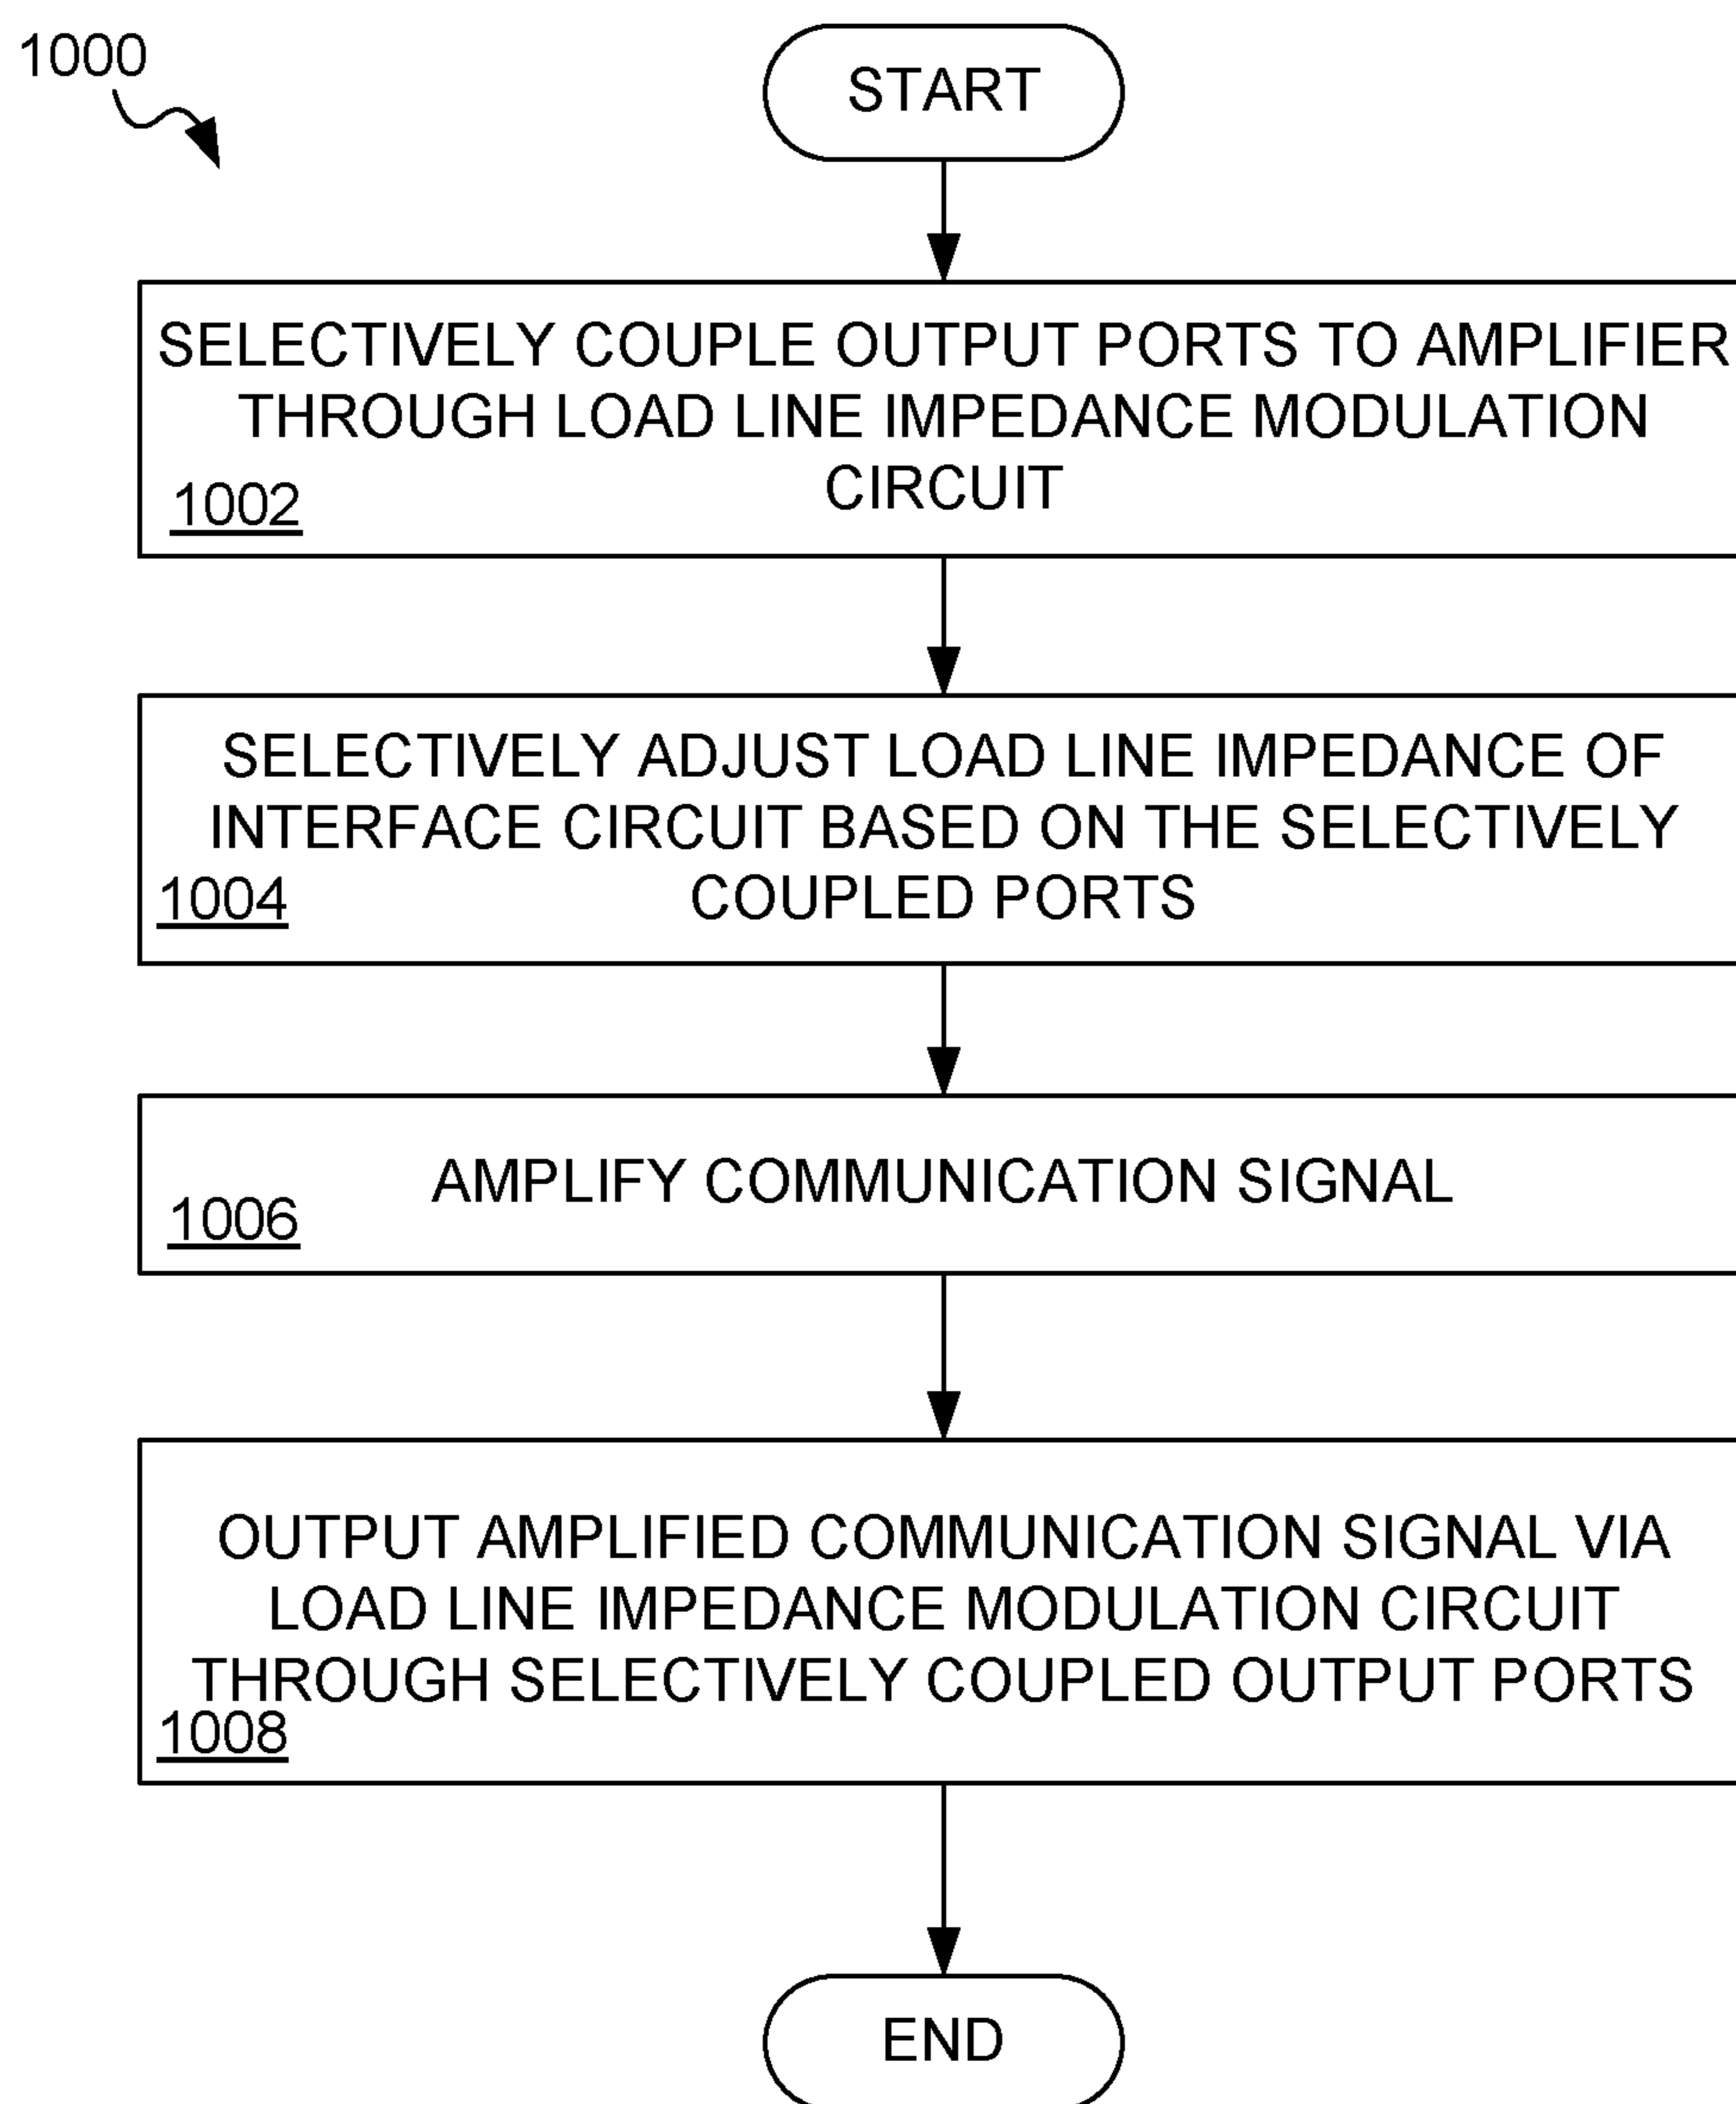 1000
START
SELECTIVELY COUPLE OUTPUT PORTS TO AMPLIFIER
THROUGH LOAD LINE IMPEDANCE MODULATION
CIRCUIT
1002
SELECTIVELY ADJUST LOAD LINE IMPEDANCE OF
INTERFACE CIRCUIT BASED ON THE SELECTIVELY
COUPLED PORTS
1004
AMPLIFY COMMUNICATION SIGNAL
1006
OUTPUT AMPLIFIED COMMUNICATION SIGNAL VIA
LOAD LINE IMPEDANCE MODULATION CIRCUIT
THROUGH SELECTIVELY COUPLED OUTPUT PORTS
1008
END